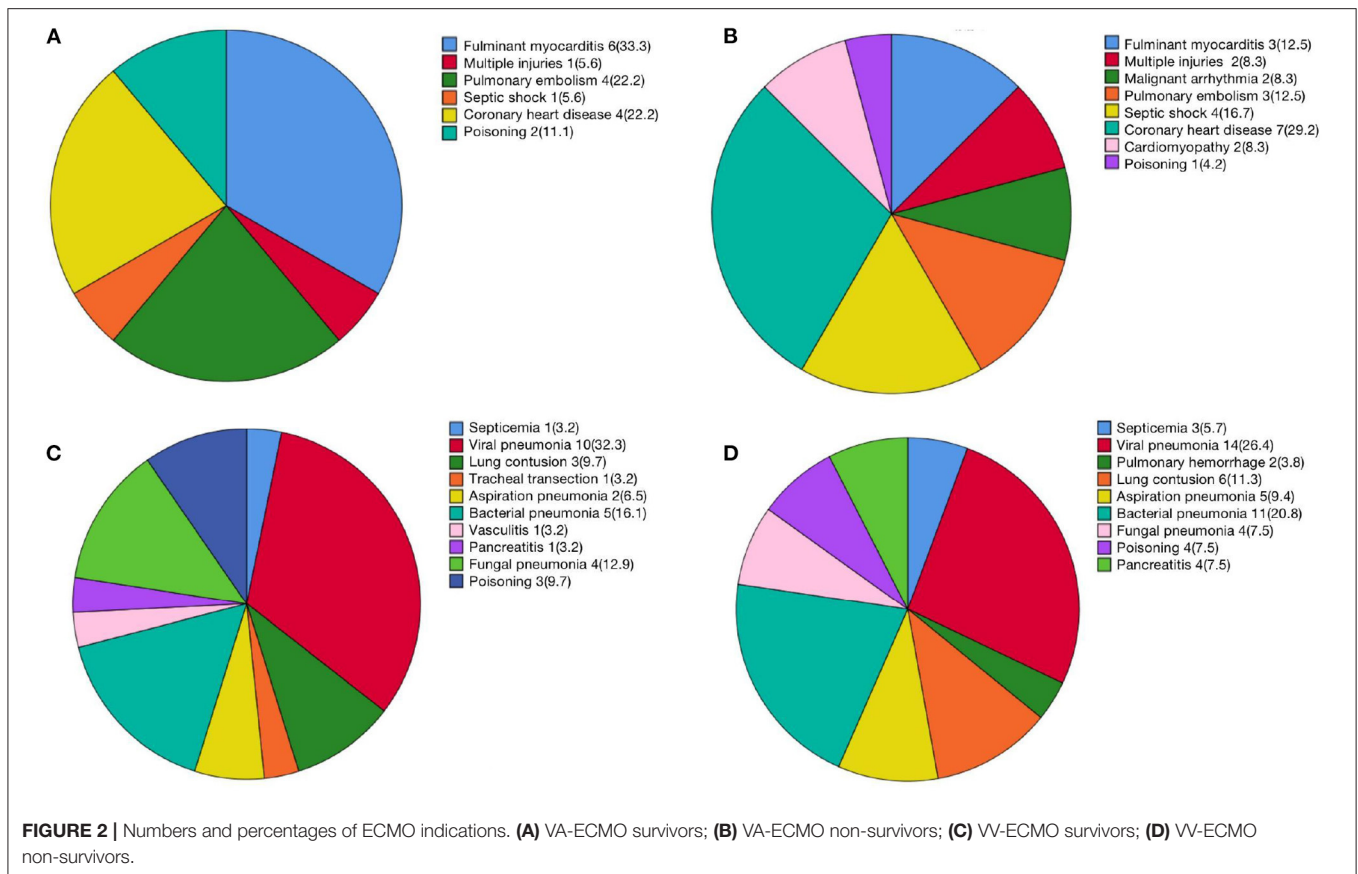 A
Fulminant myocarditis 6(33.3)
Multiple injuries 1(5.6)
Pulmonary embolism 4(22.2)
Septic shock 1(5.6)
Coronary heart disease 4(22.2)
Poisoning 2(11.1)
B
Fulminant myocarditis 3(12.5)
Multiple injuries 2(8.3)
Malignant arrhythmia 2(8.3)
Pulmonary embolism 3(12.5)
Septic shock 4(16.7)
Coronary heart disease 7(29.2)
Cardiomyopathy 2(8.3)
Poisoning 1(4.2)
C
Septicemia 1(3.2)
Viral pneumonia 10(32.3)
Lung contusion 3(9.7)
Tracheal transection 1(3.2)
Aspiration pneumonia 2(6.5)
Bacterial pneumonia 5(16.1)
Vasculitis 1(3.2)
Pancreatitis 1(3.2)
Fungal pneumonia 4(12.9)
Poisoning 3(9.7)
D
Septicemia 3(5.7)
Viral pneumonia 14(26.4)
Pulmonary hemorrhage 2(3.8)
Lung contusion 6(11.3)
Aspiration pneumonia 5(9.4)
Bacterial pneumonia 11(20.8)
Fungal pneumonia 4(7.5)
Poisoning 4(7.5)
Pancreatitis 4(7.5)
FIGURE 2 | Numbers and percentages of ECMO indications. (A) VA-ECMO survivors; (B) VA-ECMO non-survivors; (C) VV-ECMO survivors; (D) VV-ECMO
non-survivors.